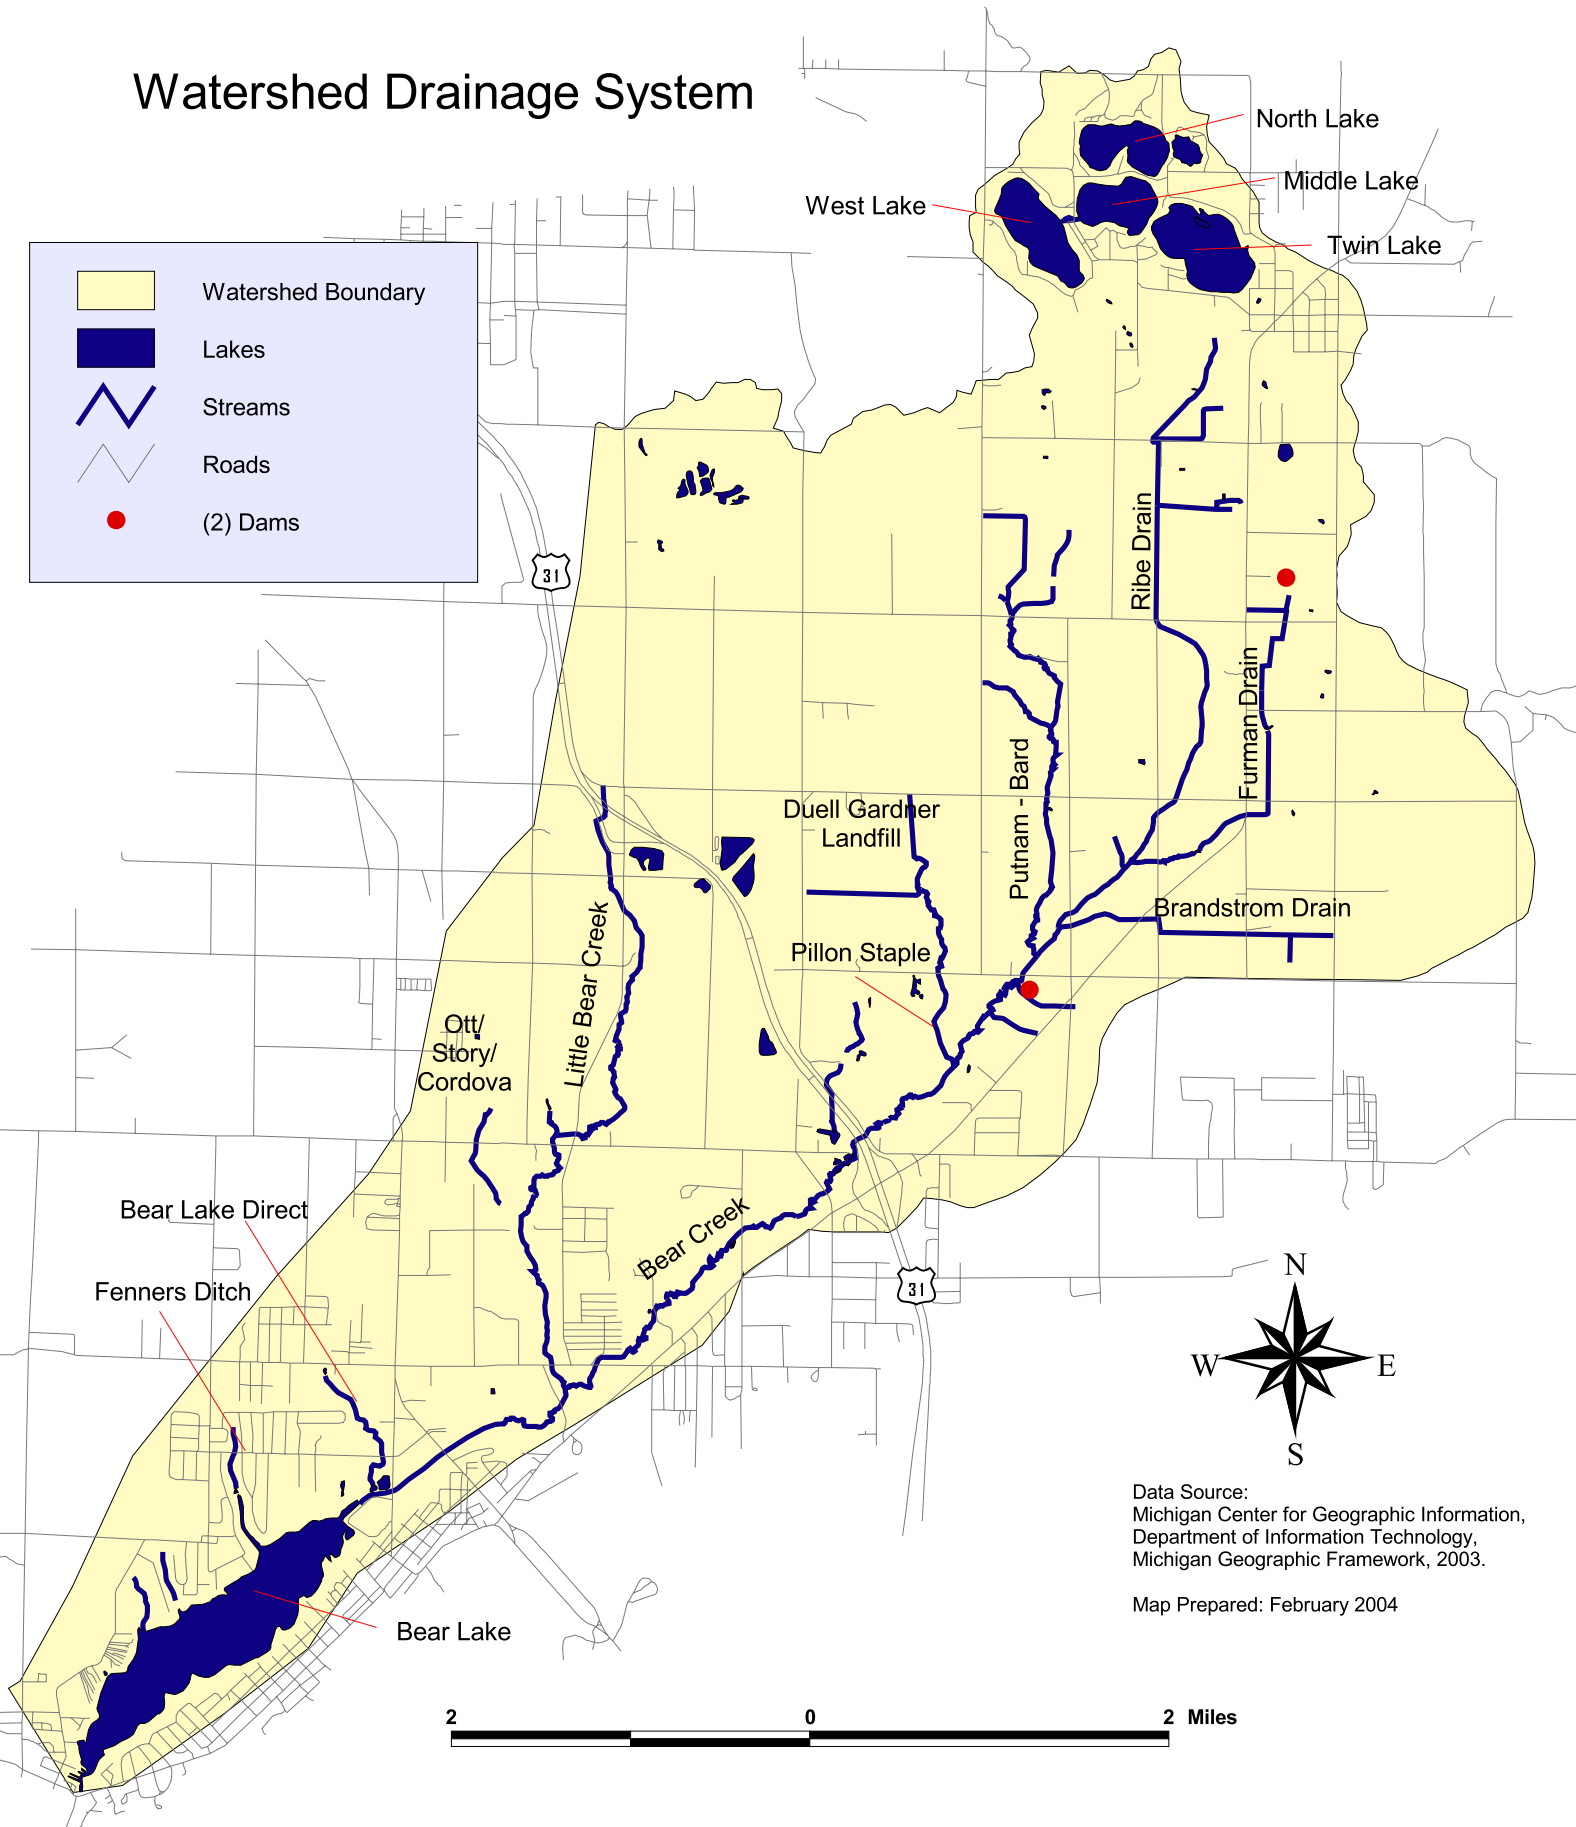 Watershed Drainage System
North Lake
Middle Lake
West Lake
Twin Lake
Watershed Boundary
Lakes
Streams
Roads
(2) Dams
31
Ribe Drain
Furman Drain
Putnam - Bard
Duell Gardner
Landfill
Brandstrom Drain
Pillon Staple
Little Bear Creek
Ott/
Story/
Cordova
Bear Lake Direct
Bear Creek
Fenners Ditch
31
N
W
E
S
Data Source:
Michigan Center for Geographic Information,
Department of Information Technology,
Michigan Geographic Framework, 2003.
Map Prepared: February 2004
Bear Lake
2 0 2 Miles